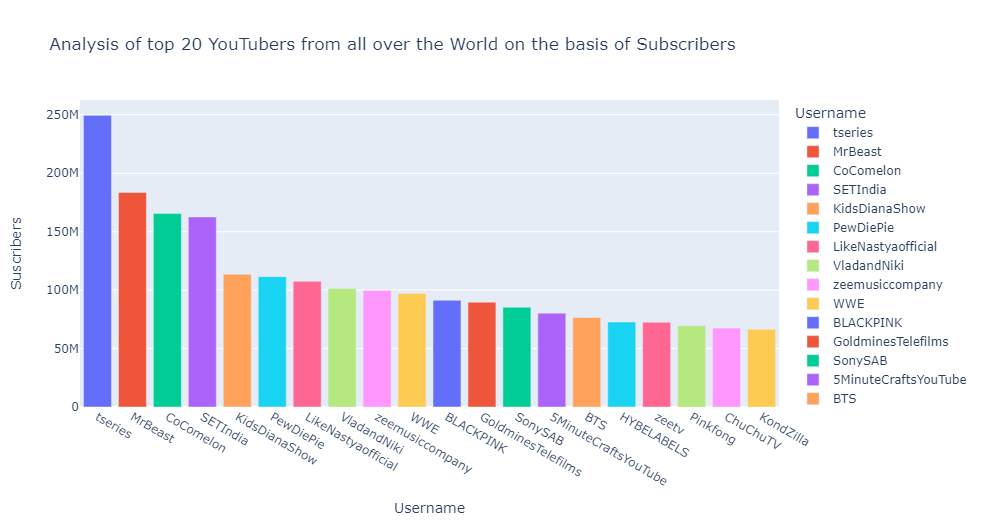 Analysis of top 20 YouTubers from all over the World on the basis of Subscribers
250M
200M
150M
100M
50M
0
Suscribers
tseries
MrBeast
CoComelon
SETIndia
KidsDianaShow
PewDiePie
LikeNastyaofficial
VladandNiki
zeemusiccompany
WWE
BLACKPINK
GoldminesTelefilms
SonySAB
5MinuteCraftsYouTube
BTS
HYBELABELS
zeetv
Pinkfong
ChuChuTV
KondZilla
Username
Username
tseries
MrBeast
CoComelon
SETIndia
KidsDianaShow
PewDiePie
LikeNastyaofficial
VladandNiki
zeemusiccompany
WWE
BLACKPINK
GoldminesTelefilms
SonySAB
5MinuteCraftsYouTube
BTS